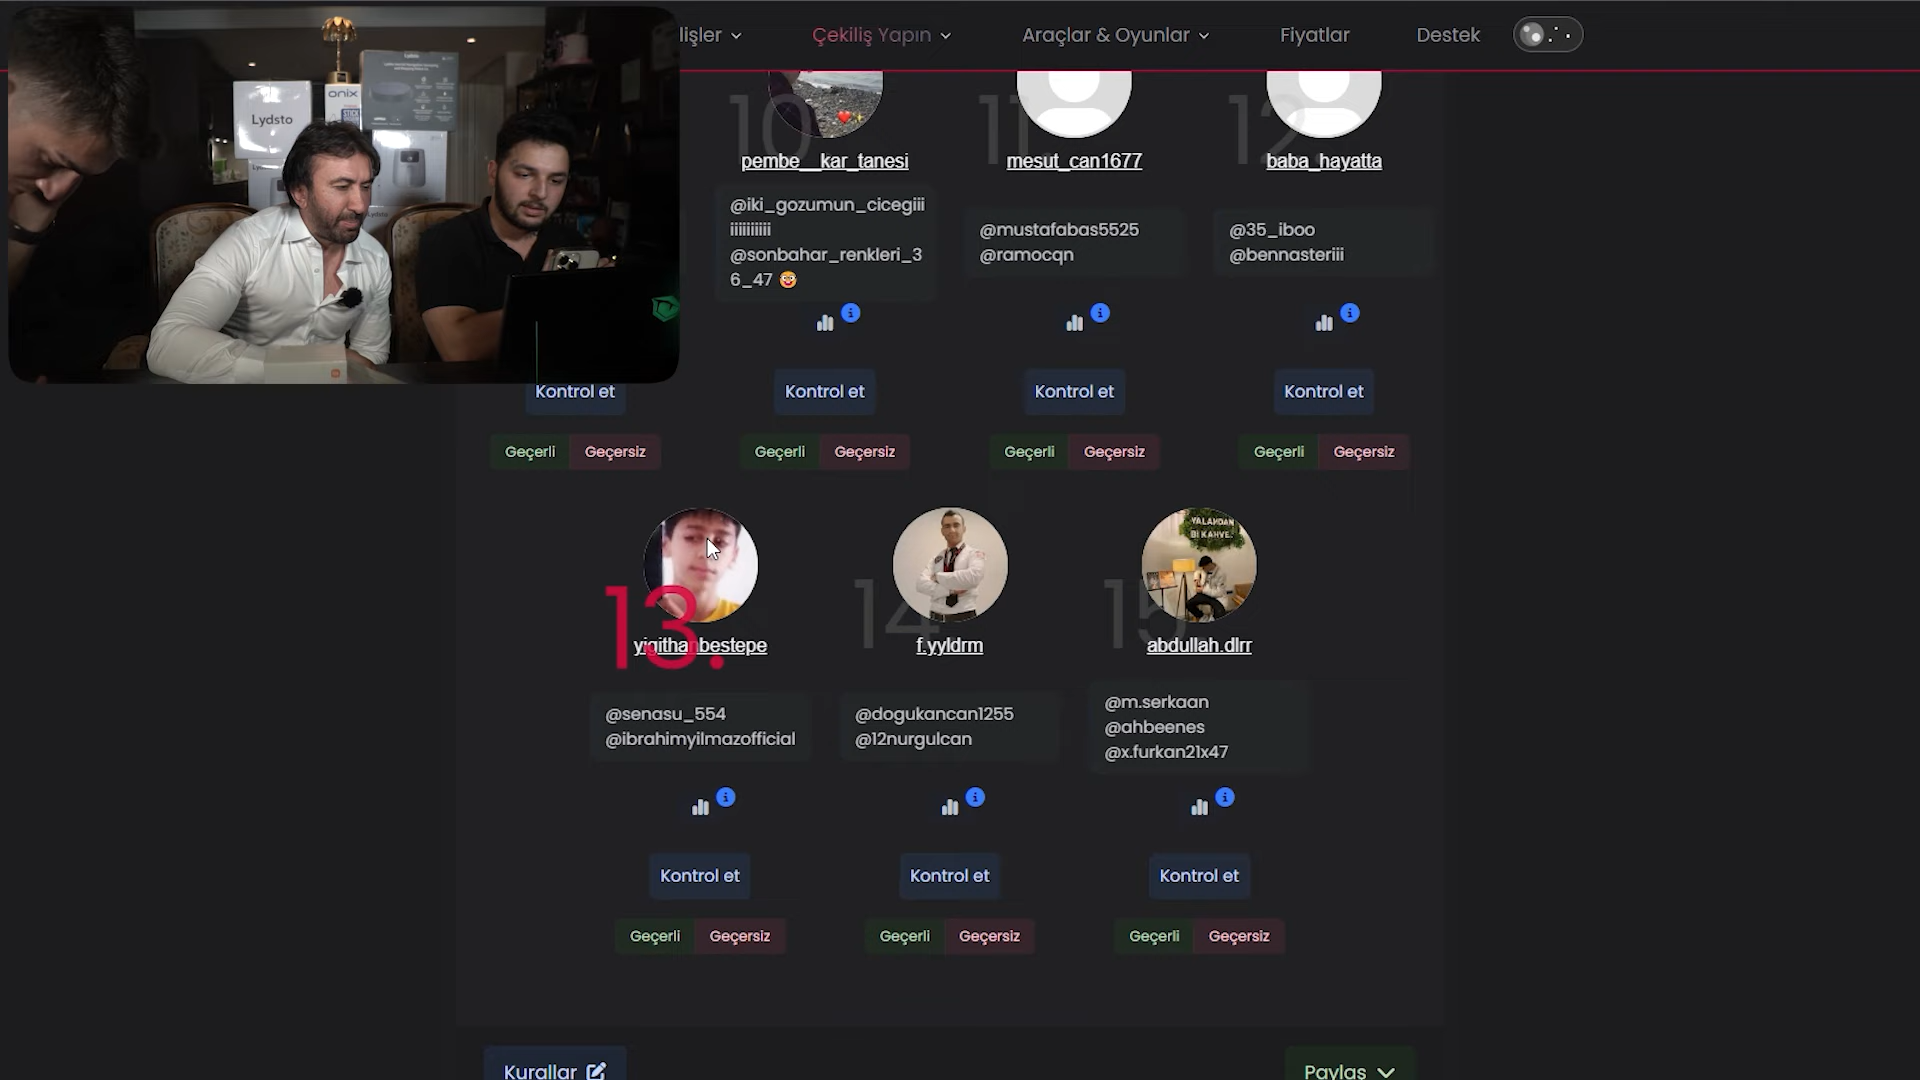 lişler
Çekiliş Yapın
Araçlar & Oyunlar
Fiyatlar
Destek
Lydsto
onix
10
11
12
pembe__kar_tanesi
mesut_can1677
baba_hayatta
@iki_gozumun_cicegiii
iiiiiiiiii
@sonbahar_renkleri_3
6_47 🤓
@mustafabas5525
@ramocqn
@35_iboo
@bennasteriii
Kontrol et
Kontrol et
Kontrol et
Kontrol et
Geçerli Geçersiz
Geçerli Geçersiz
Geçerli Geçersiz
Geçerli Geçersiz
YALANDAN
Bİ KAHVE.
13.
14
15
yigithanbestepe
f.yyldrm
abdullah.dlrr
@senasu_554
@ibrahimyilmazofficial
@dogukancan1255
@12nurgulcan
@m.serkaan
@ahbeenes
@x.furkan21x47
Kontrol et
Kontrol et
Kontrol et
Geçerli Geçersiz
Geçerli Geçersiz
Geçerli Geçersiz
Kurallar
Paylaş